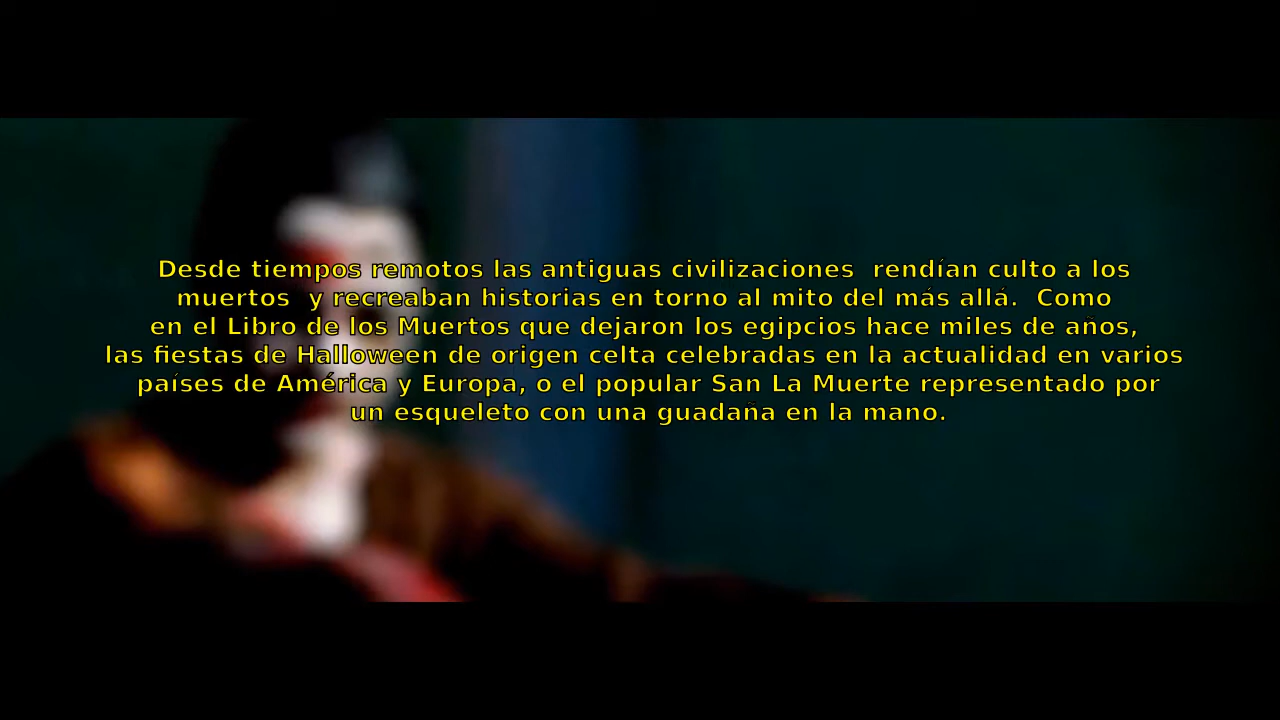 Desde tiempos remotos las antiguas civilizaciones  rendían culto a los
muertos  y recreaban historias en torno al mito del más allá.  Como
en el Libro de los Muertos que dejaron los egipcios hace miles de años,
las fiestas de Halloween de origen celta celebradas en la actualidad en varios
países de América y Europa, o el popular San La Muerte representado por
un esqueleto con una guadaña en la mano.